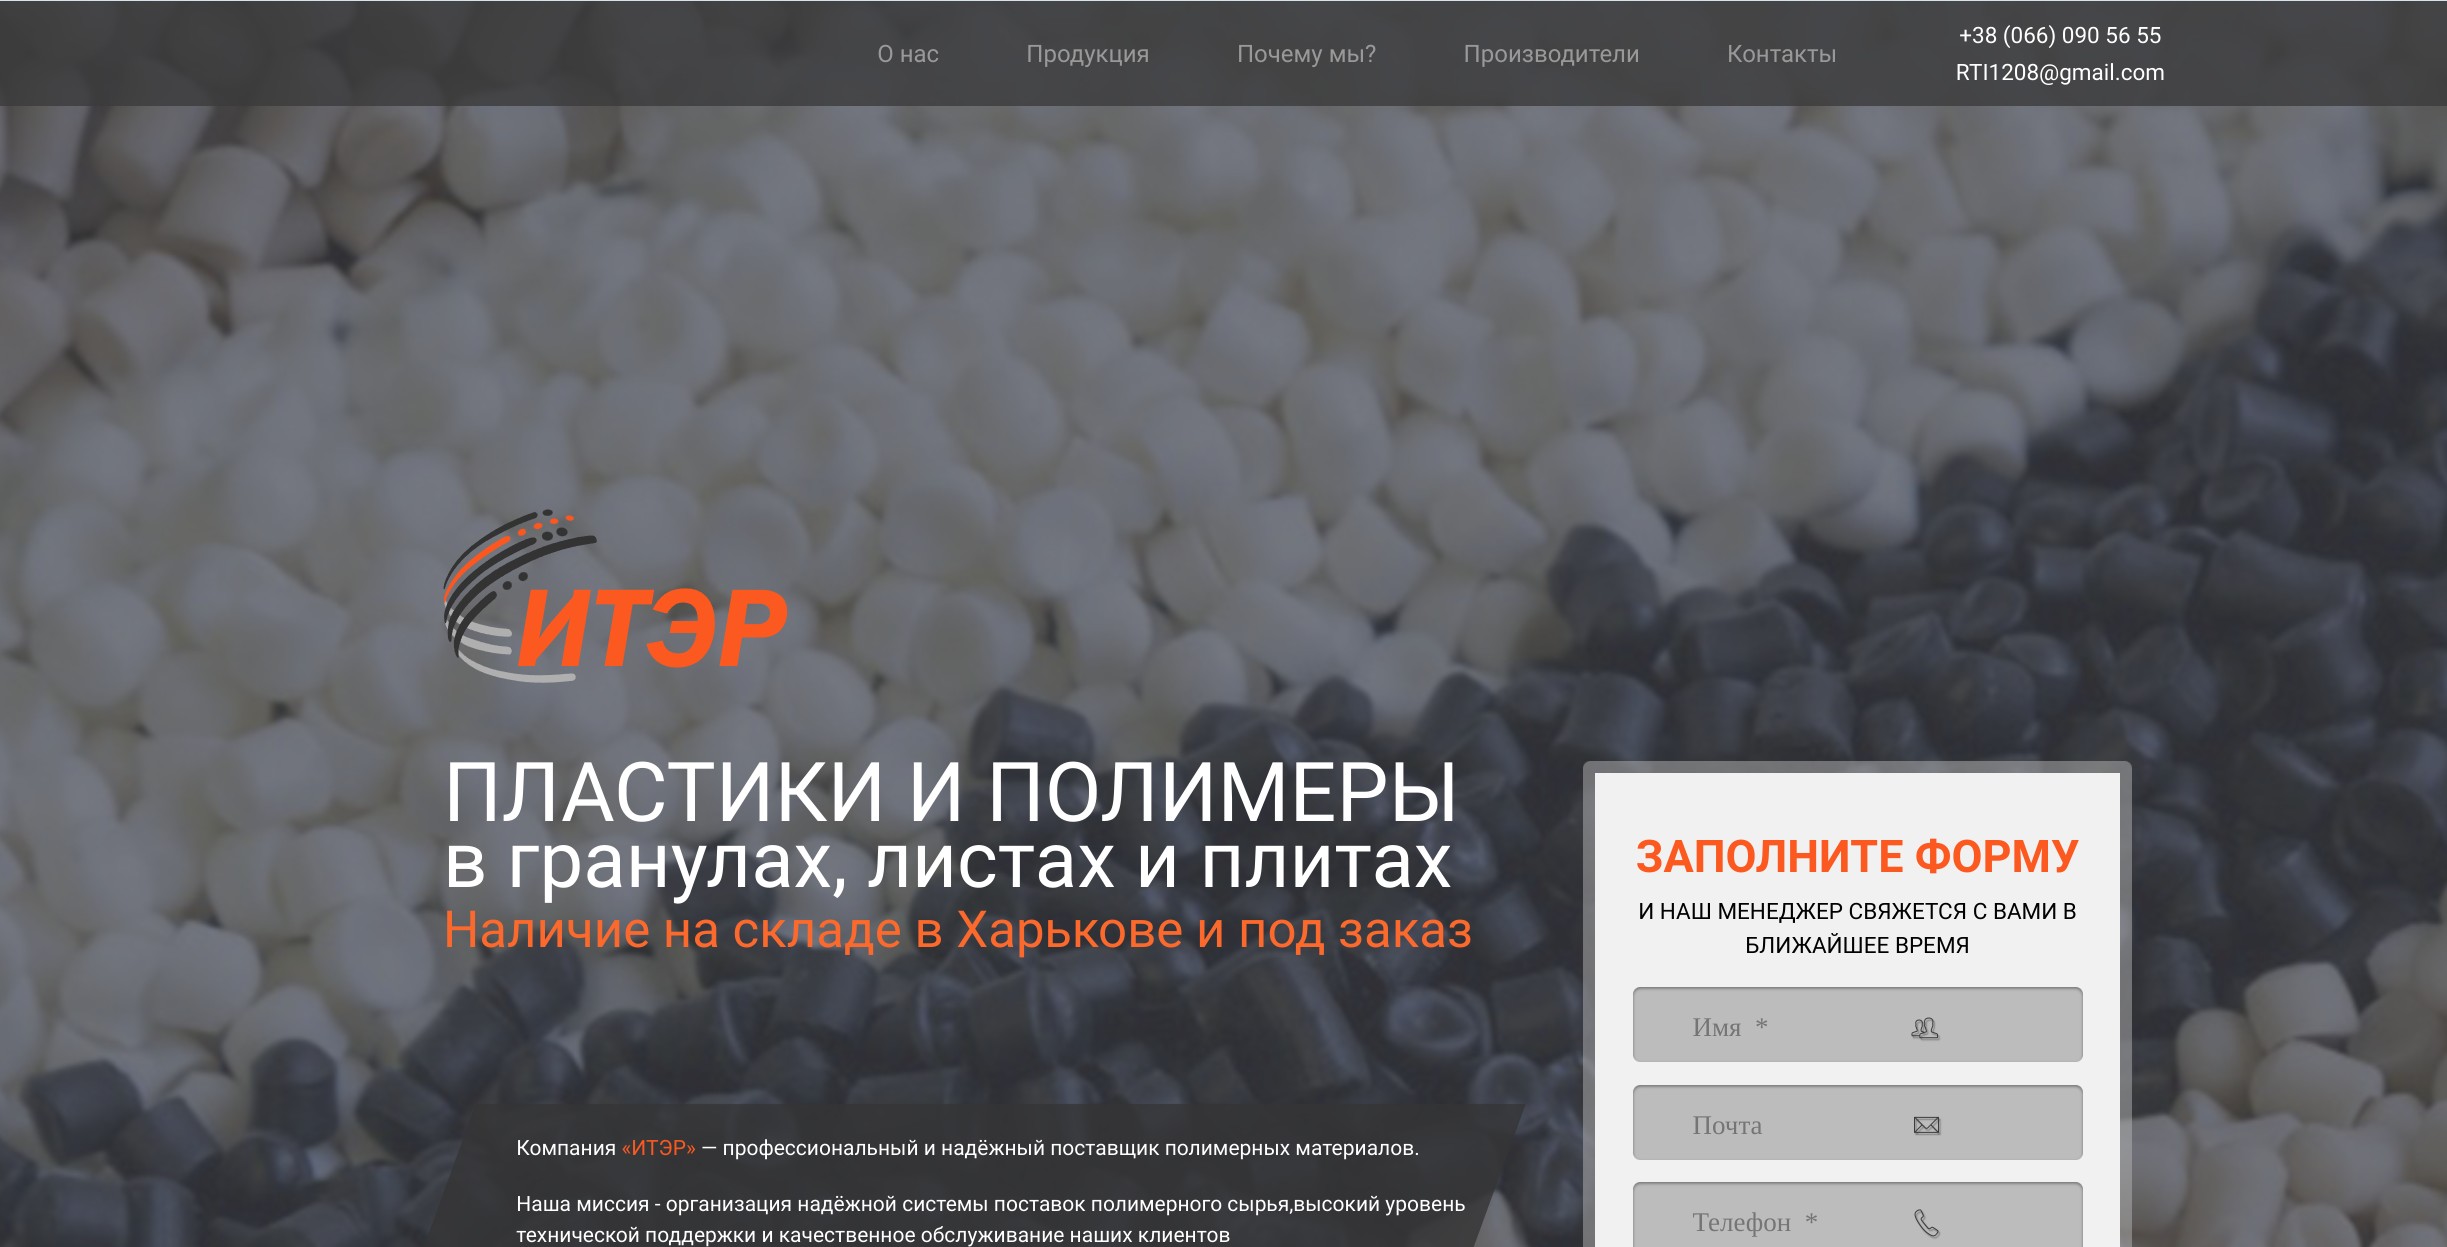 О нас Продукция Почему мы? Производители Контакты
+38 (066) 090 56 55
RTI1208@gmail.com
ИТЭР
ПЛАСТИКИ И ПОЛИМЕРЫ
в гранулах, листах и плитах
Наличие на складе в Харькове и под заказ
Компания «ИТЭР» — профессиональный и надёжный поставщик полимерных материалов.
Наша миссия - организация надёжной системы поставок полимерного сырья,высокий уровень
технической поддержки и качественное обслуживание наших клиентов
ЗАПОЛНИТЕ ФОРМУ
И НАШ МЕНЕДЖЕР СВЯЖЕТСЯ С ВАМИ В
БЛИЖАЙШЕЕ ВРЕМЯ
Имя *
Почта
Телефон *